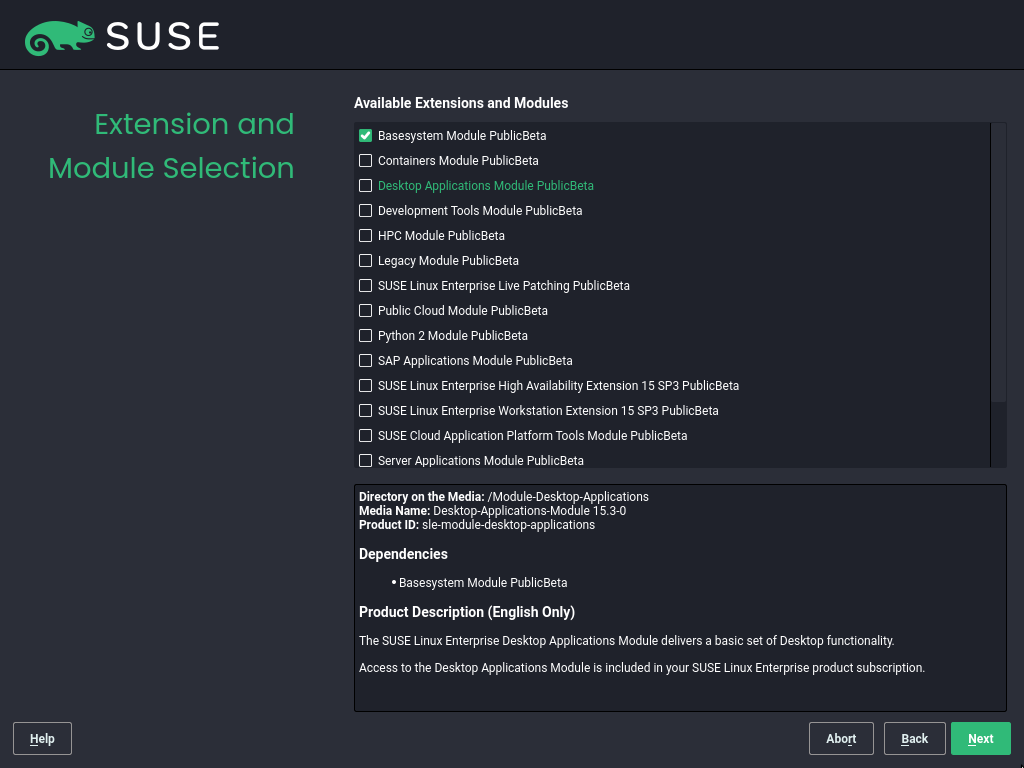 SUSE
Extension and
Module Selection
Available Extensions and Modules
Basesystem Module PublicBeta
Containers Module PublicBeta
Desktop Applications Module PublicBeta
Development Tools Module PublicBeta
HPC Module PublicBeta
Legacy Module PublicBeta
SUSE Linux Enterprise Live Patching PublicBeta
Public Cloud Module PublicBeta
Python 2 Module PublicBeta
SAP Applications Module PublicBeta
SUSE Linux Enterprise High Availability Extension 15 SP3 PublicBeta
SUSE Linux Enterprise Workstation Extension 15 SP3 PublicBeta
SUSE Cloud Application Platform Tools Module PublicBeta
Server Applications Module PublicBeta
Directory on the Media: /Module-Desktop-Applications
Media Name: Desktop-Applications-Module 15.3-0
Product ID: sle-module-desktop-applications
Dependencies
• Basesystem Module PublicBeta
Product Description (English Only)
The SUSE Linux Enterprise Desktop Applications Module delivers a basic set of Desktop functionality.
Access to the Desktop Applications Module is included in your SUSE Linux Enterprise product subscription.
Help Abort Back Next